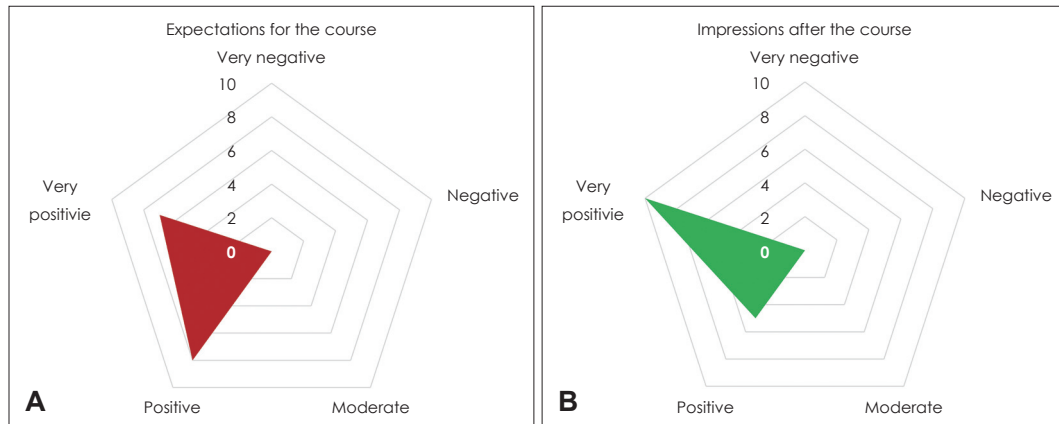 Expectations for the course
Very negative
10
8
6
4
2
0
Very
positivie
Negative
Positive
Moderate
A
Impressions after the course
Very negative
10
8
6
4
2
0
Very
positivie
Negative
Positive
Moderate
B